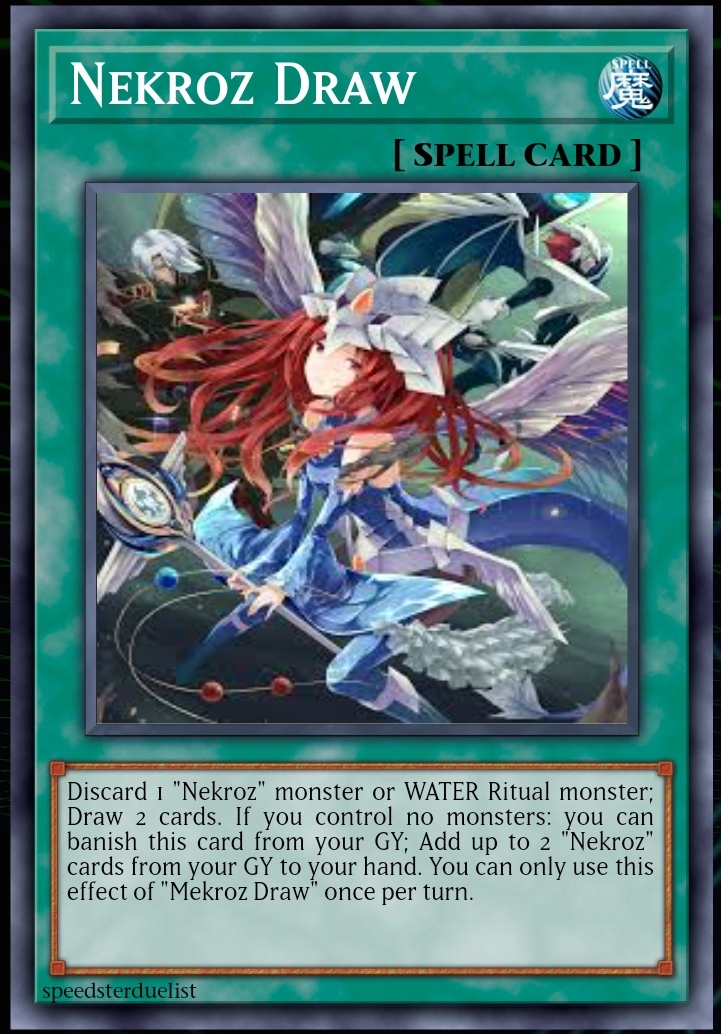 Nekroz Draw
SPELL
魔
[ SPELL CARD ]
Discard 1 "Nekroz" monster or WATER Ritual monster;
Draw 2 cards. If you control no monsters: you can
banish this card from your GY; Add up to 2 "Nekroz"
cards from your GY to your hand. You can only use this
effect of "Mekroz Draw" once per turn.
speedsterduelist